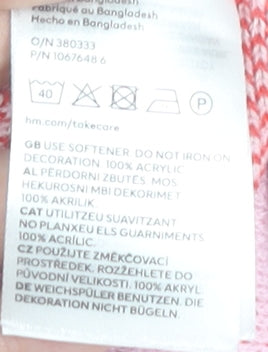 Fabriqué au Bangladesh
Hecho en Bangladesh
O/N 380333
P/N 1067648 6
40 P
hm.com/takecare
GB USE SOFTENER. DO NOT IRON ON
DECORATION. 100% ACRYLIC
AL PËRDORNI ZBUTËS. MOS
HEKUROSNI MBI DEKORIMET
100% AKRILIK
CAT UTILITZEU SUAVITZANT
NO PLANXEU ELS GUARNIMENTS.
100% ACRÍLIC.
CZ POUŽIJTE ZMĚKČOVACÍ
PROSTŘEDEK. ROZŽEHLETE DO
PŮVODNÍ VELIKOSTI. 100% AKRYL
DE WEICHSPÜLER BENUTZEN. DIE
DEKORATION NICHT BÜGELN.